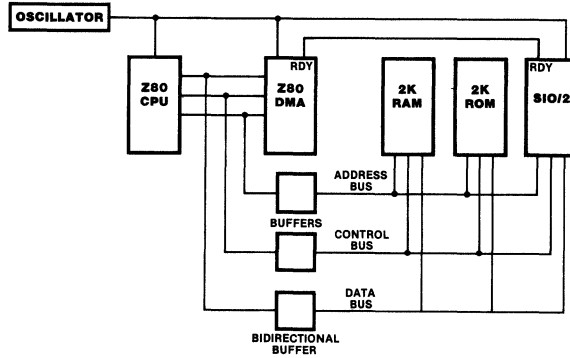 OSCILLATOR
RDY
RDY
Z80
CPU
Z80
DMA
2K
RAM
2K
ROM
SIO/2
ADDRESS
BUS
BUFFERS
CONTROL
BUS
DATA
BUS
BIDIRECTIONAL
BUFFER